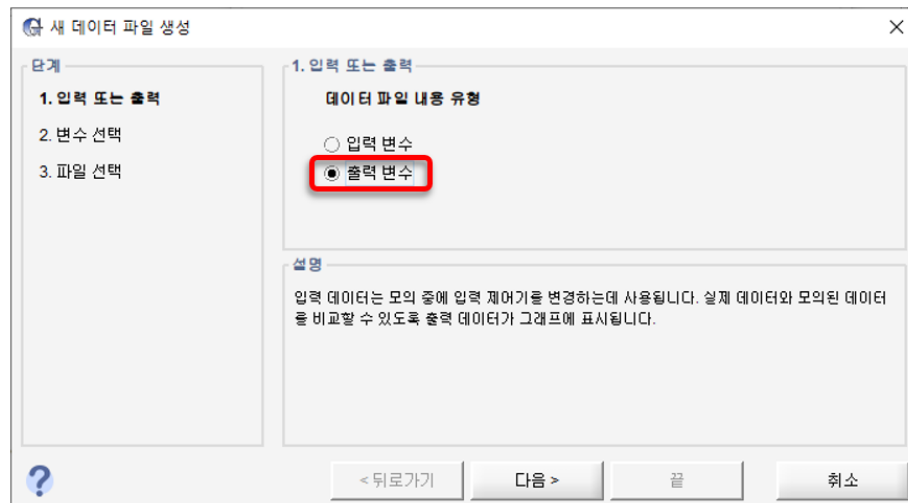 새 데이터 파일 생성
단계
1. 입력 또는 출력
2. 변수 선택
3. 파일 선택
1. 입력 또는 출력
데이터 파일 내용 유형
입력 변수
출력 변수
설명
입력 데이터는 모의 중에 입력 제어기를 변경하는데 사용됩니다. 실제 데이터와 모의된 데이터
를 비교할 수 있도록 출력 데이터가 그래프에 표시됩니다.
?
< 뒤로가기
다음 >
끝
취소